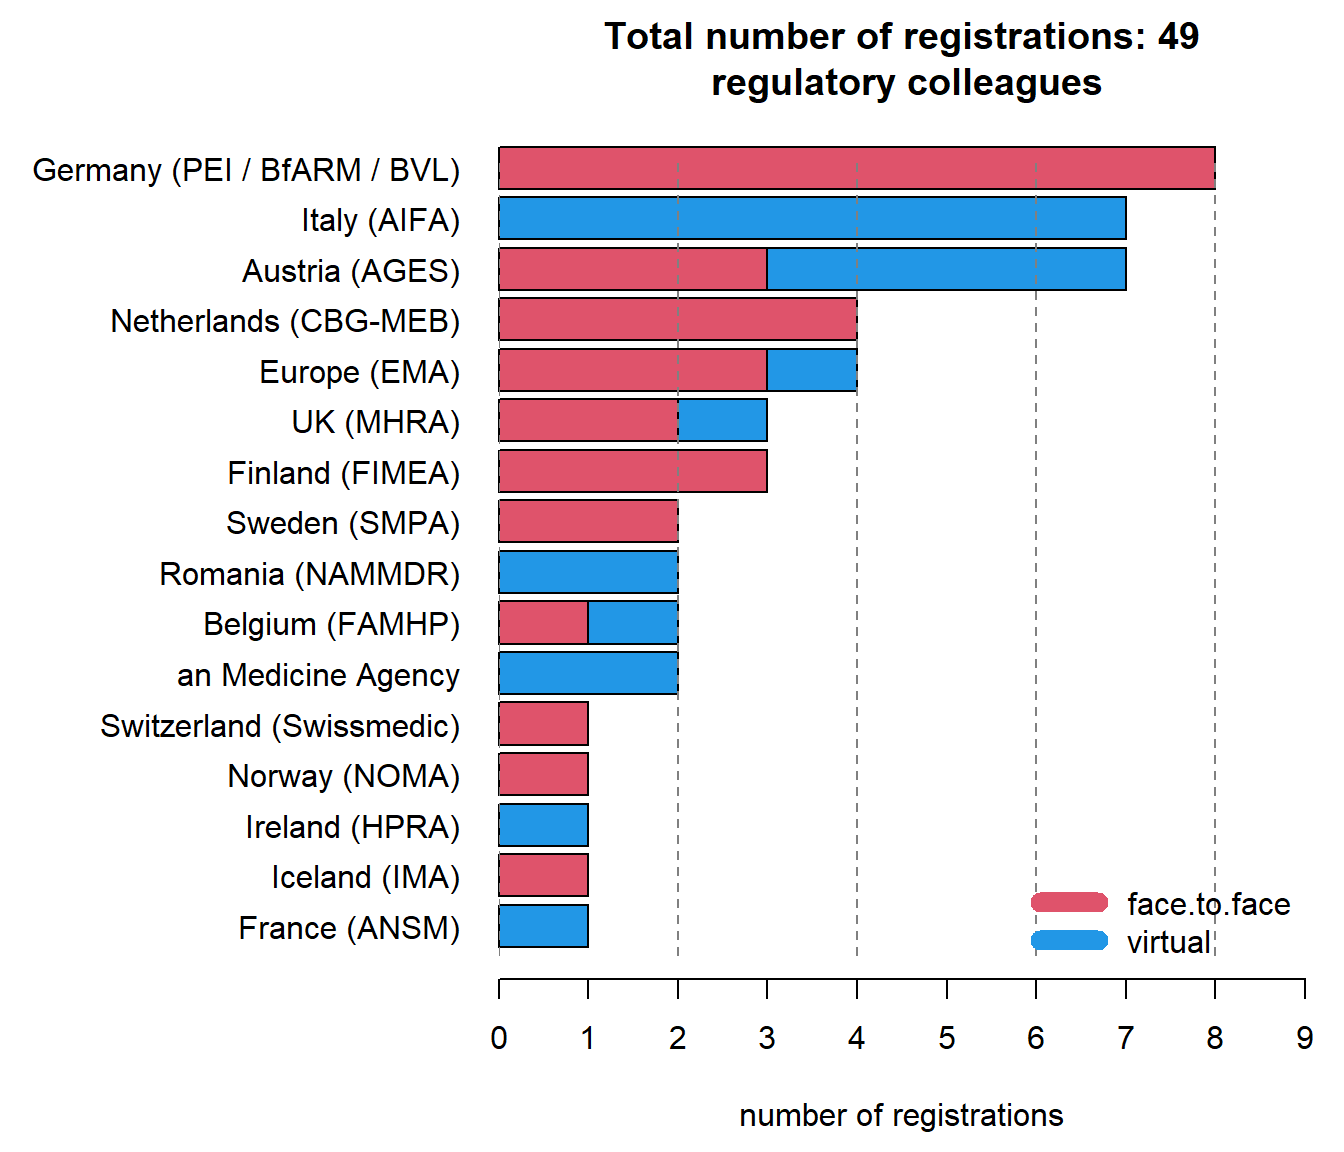 Total number of registrations: 49
regulatory colleagues
Germany (PEI / BfARM / BVL)
Italy (AIFA)
Austria (AGES)
Netherlands (CBG-MEB)
Europe (EMA)
UK (MHRA)
Finland (FIMEA)
Sweden (SMPA)
Romania (NAMMDR)
Belgium (FAMHP)
an Medicine Agency
Switzerland (Swissmedic)
Norway (NOMA)
Ireland (HPRA)
Iceland (IMA)
France (ANSM)
face.to.face
virtual
0 1 2 3 4 5 6 7 8 9
number of registrations